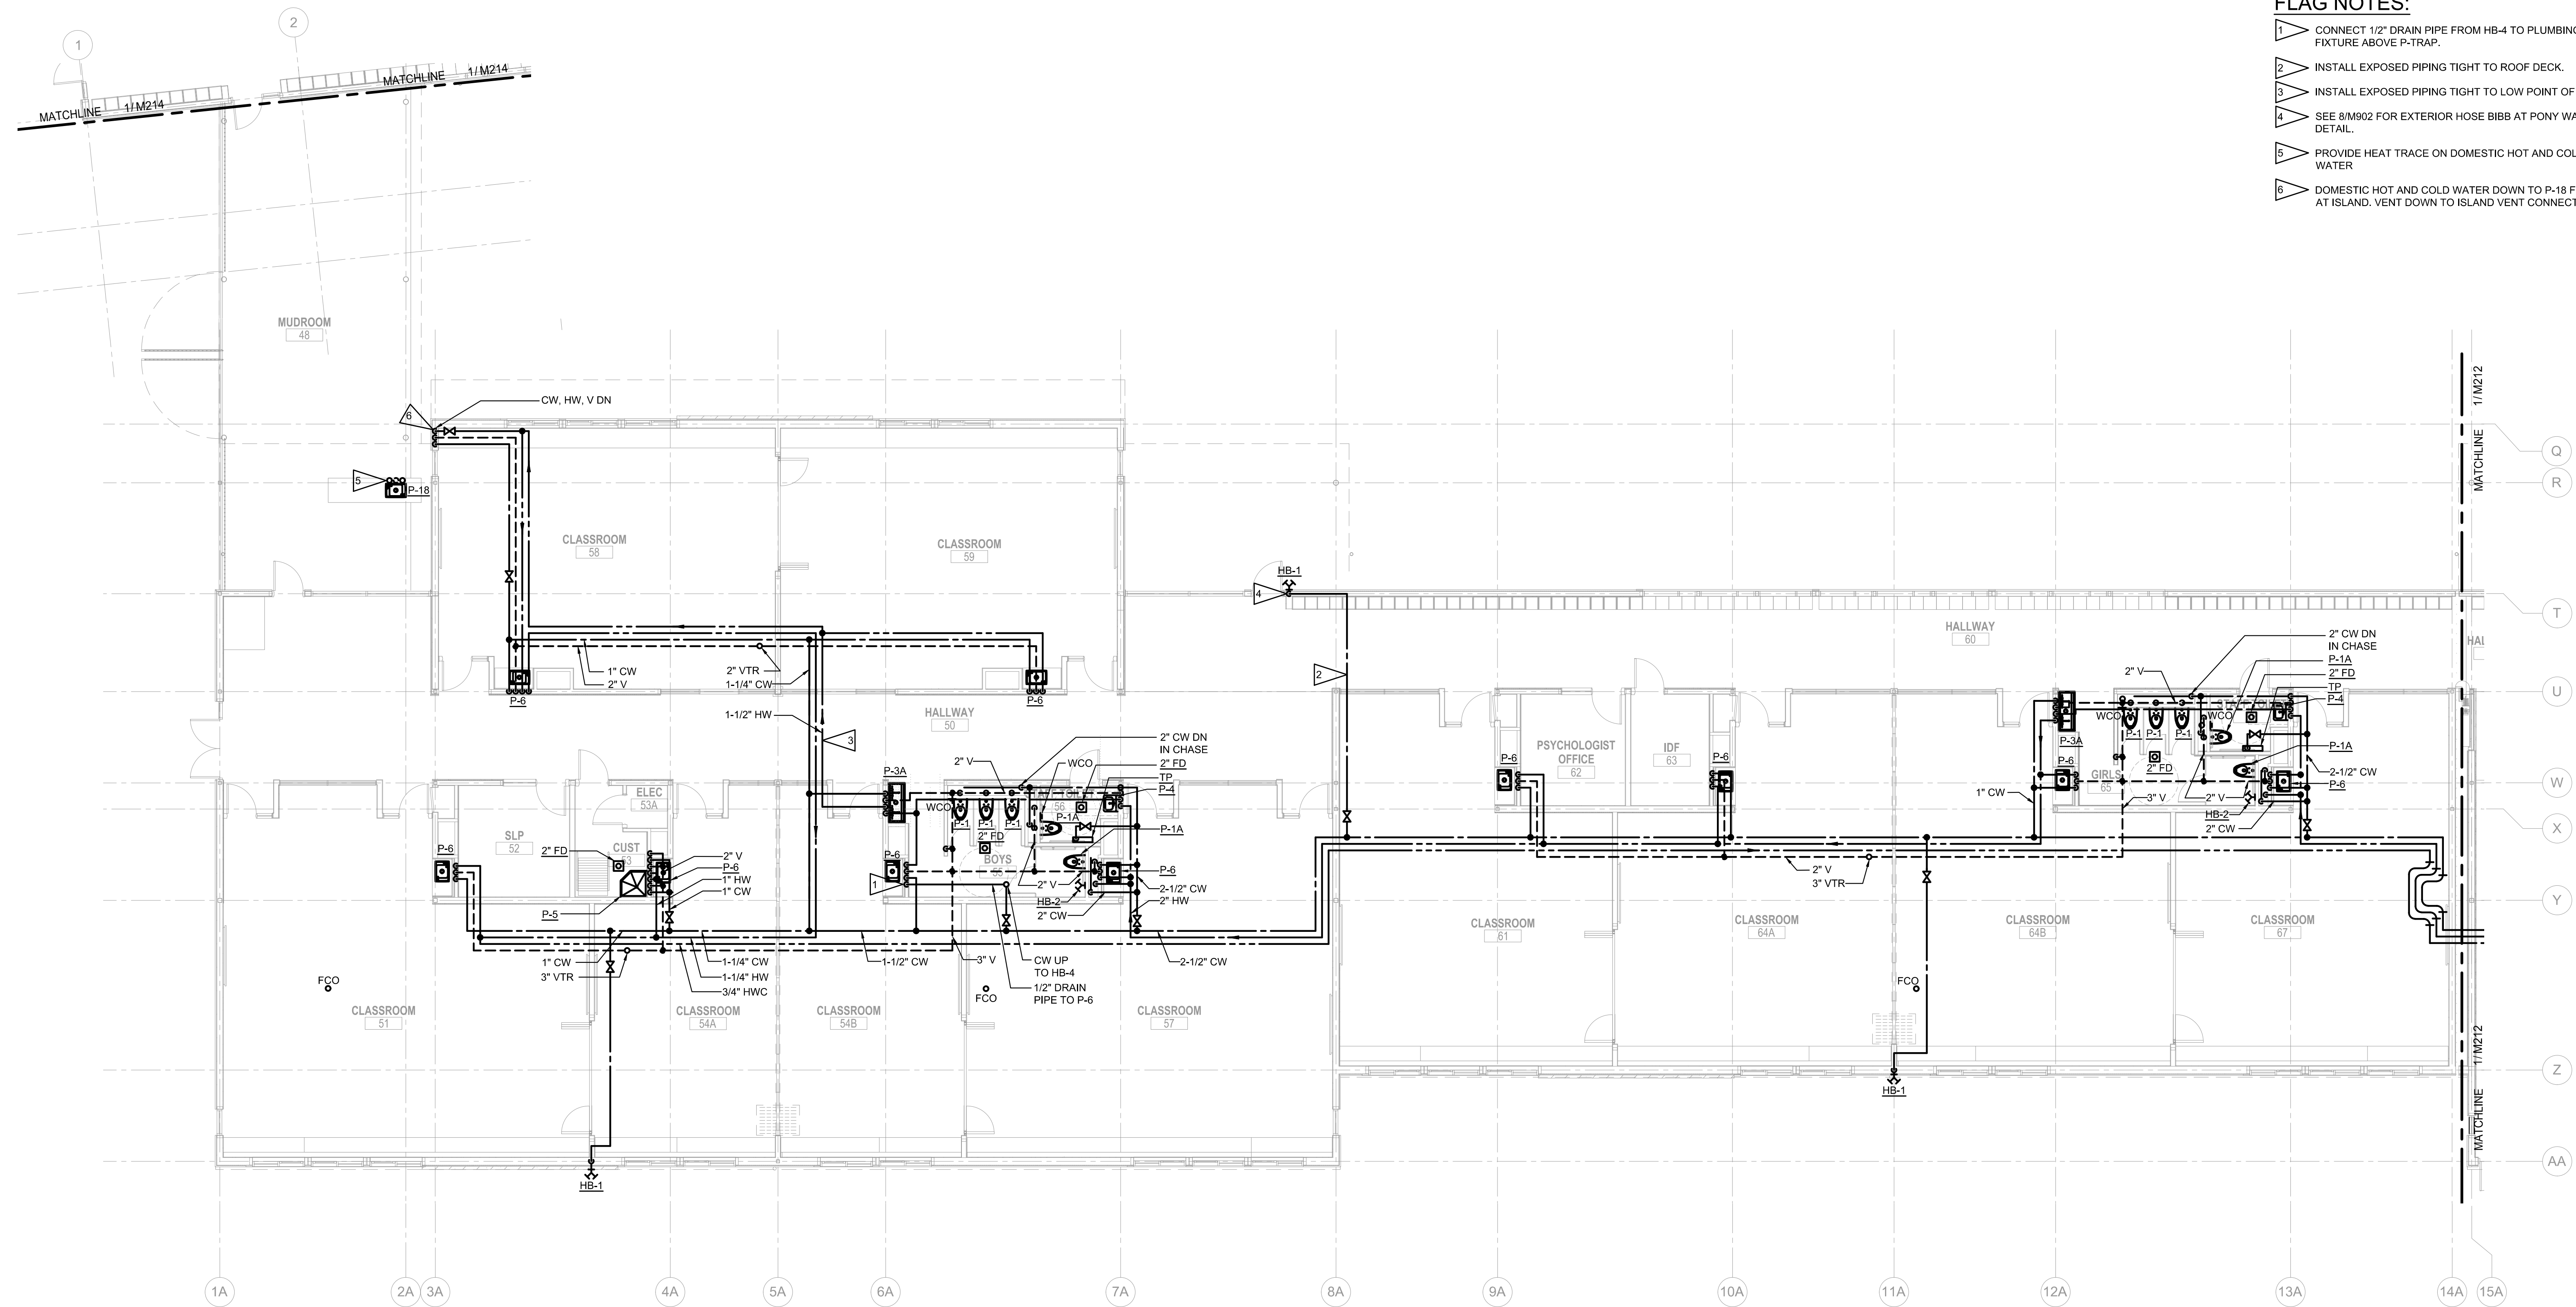 FLAG NOTES:
1 CONNECT 1/2" DRAIN PIPE FROM HB-4 TO PLUMBING
FIXTURE ABOVE P-TRAP.
2 INSTALL EXPOSED PIPING TIGHT TO ROOF DECK.
3 INSTALL EXPOSED PIPING TIGHT TO LOW POINT OF
4 SEE 8/M902 FOR EXTERIOR HOSE BIBB AT PONY
DETAIL.
5 PROVIDE HEAT TRACE ON DOMESTIC HOT AND
WATER
6 DOMESTIC HOT AND COLD WATER DOWN TO P-18
AT ISLAND. VENT DOWN TO ISLAND VENT
1
2
MATCHLINE 1/M214
MATCHLINE 1/M214
MUDROOM
48
6
CW, HW, V DN
5
P-18
CLASSROOM
58
CLASSROOM
59
1" CW
2" V
2" VTR
1-1/4" CW
P-6
P-6
1-1/2" HW
3
HALLWAY
50
HB-1
4
2
HALLWAY
60
MATCHLINE 1/M212
Q
R
T
U
W
X
Y
Z
AA
2" CW DN
IN CHASE
P-1A
2" FD
TP
P-4
2" V
WCO
WCO
P-1
P-1
P-1
P-3A
P-1A
2" FD
P-6
GIRLS
65
2-1/2" CW
P-6
1" CW
3" V
2" V
HB-2
2" CW
PSYCHOLOGIST
OFFICE
62
IDF
63
P-6
P-6
2" V
3" VTR
2" CW DN
IN CHASE
WCO
2" FD
TP
P-4
2" V
P-3A
WCO
P-1
P-1
P-1
56
P-1A
P-1A
2" FD
BOYS
55
P-6
1
2" V
P-6
HB-2
2" CW
2-1/2" CW
2" HW
ELEC
53A
SLP
52
CUST
53
2" FD
P-6
P-5
2" V
P-6
1" HW
1" CW
1" CW
3" VTR
1-1/4" CW
1-1/4" HW
3/4" HWC
1-1/2" CW
3" V
CW UP
TO HB-4
1/2" DRAIN
PIPE TO P-6
2-1/2" CW
FCO
FCO
FCO
CLASSROOM
51
CLASSROOM
54A
CLASSROOM
54B
CLASSROOM
57
CLASSROOM
61
CLASSROOM
64A
CLASSROOM
64B
CLASSROOM
67
HB-1
HB-1
MATCHLINE 1/M212
1A
2A
3A
4A
5A
6A
7A
8A
9A
10A
11A
12A
13A
14A
15A